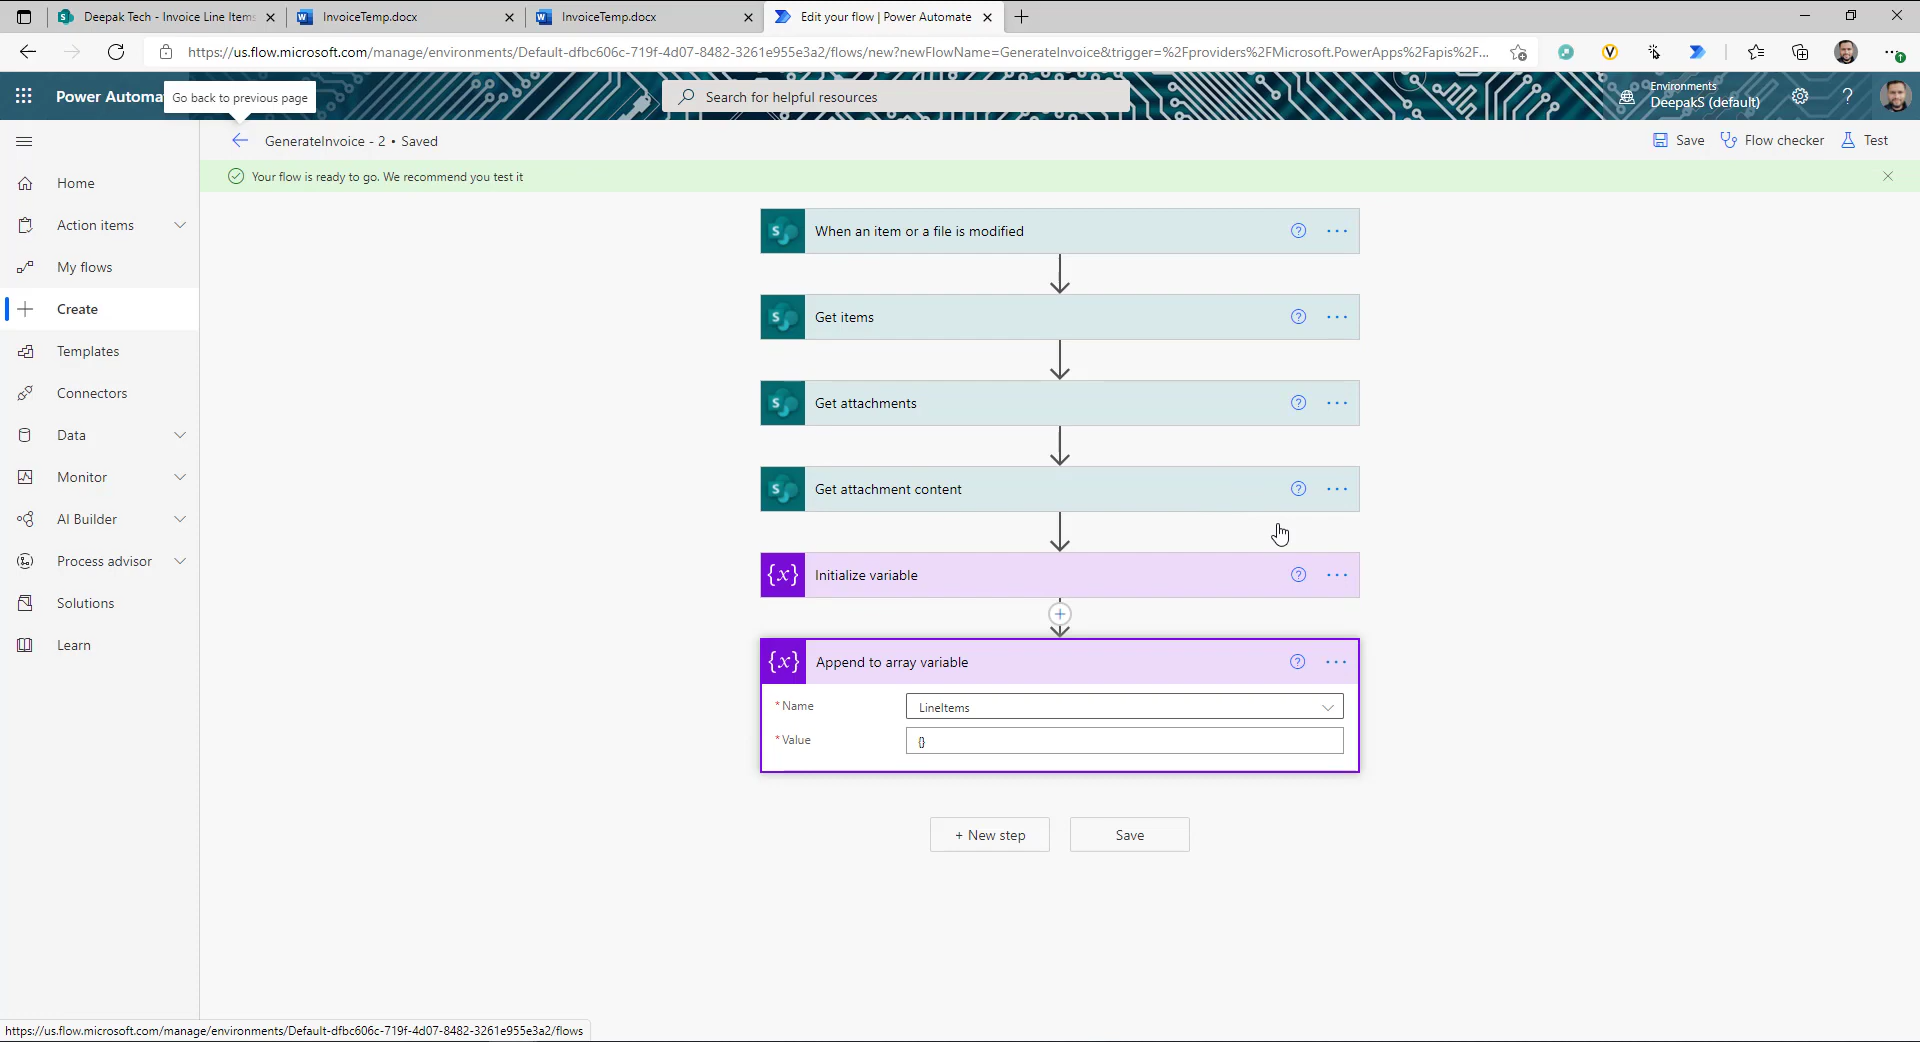 Deepak Tech - Invoice Line Items
InvoiceTemp.docx
InvoiceTemp.docx
Edit your flow | Power Automate
https://us.flow.microsoft.com/manage/environments/Default-dfbc606c-719f-4d07-8482-3261e955e3a2/flows/new?newFlowName=GenerateInvoice&trigger=%2Fproviders%2FMicrosoft.PowerApps%2Fapis%2F...
Power Automa
Go back to previous page
Search for helpful resources
Environments
DeepakS (default)
GenerateInvoice - 2 • Saved
Save
Flow checker
Test
Your flow is ready to go. We recommend you test it
Home
Action items
My flows
Create
Templates
Connectors
Data
Monitor
AI Builder
Process advisor
Solutions
Learn
When an item or a file is modified
Get items
Get attachments
Get attachment content
{x} Initialize variable
{x} Append to array variable
* Name
LineItems
* Value
{}
+ New step
Save
https://us.flow.microsoft.com/manage/environments/Default-dfbc606c-719f-4d07-8482-3261e955e3a2/flows